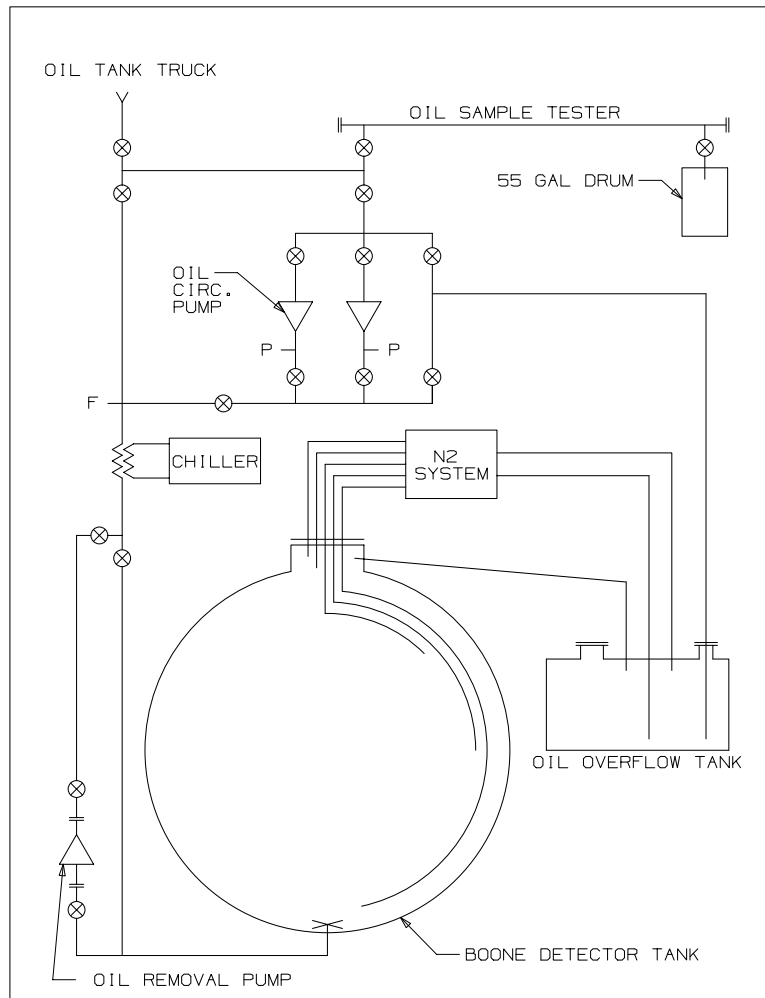 OIL TANK TRUCK
OIL SAMPLE TESTER
55 GAL DRUM
OIL
CIRC.
PUMP
P
P
F
CHILLER
N2
SYSTEM
OIL OVERFLOW TANK
BOONE DETECTOR TANK
OIL REMOVAL PUMP